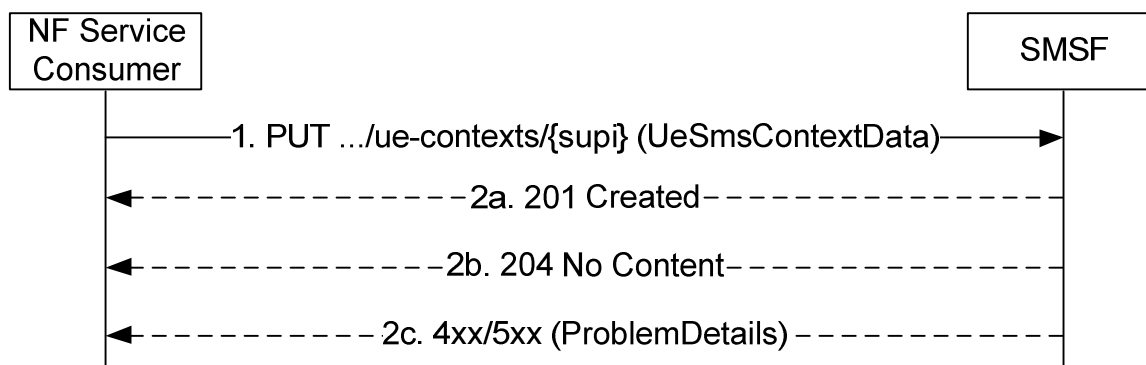 NF Service
Consumer
SMSF
1. PUT .../ue-contexts/{supi} (UeSmsContextData)
2a. 201 Created
2b. 204 No Content
2c. 4xx/5xx (ProblemDetails)